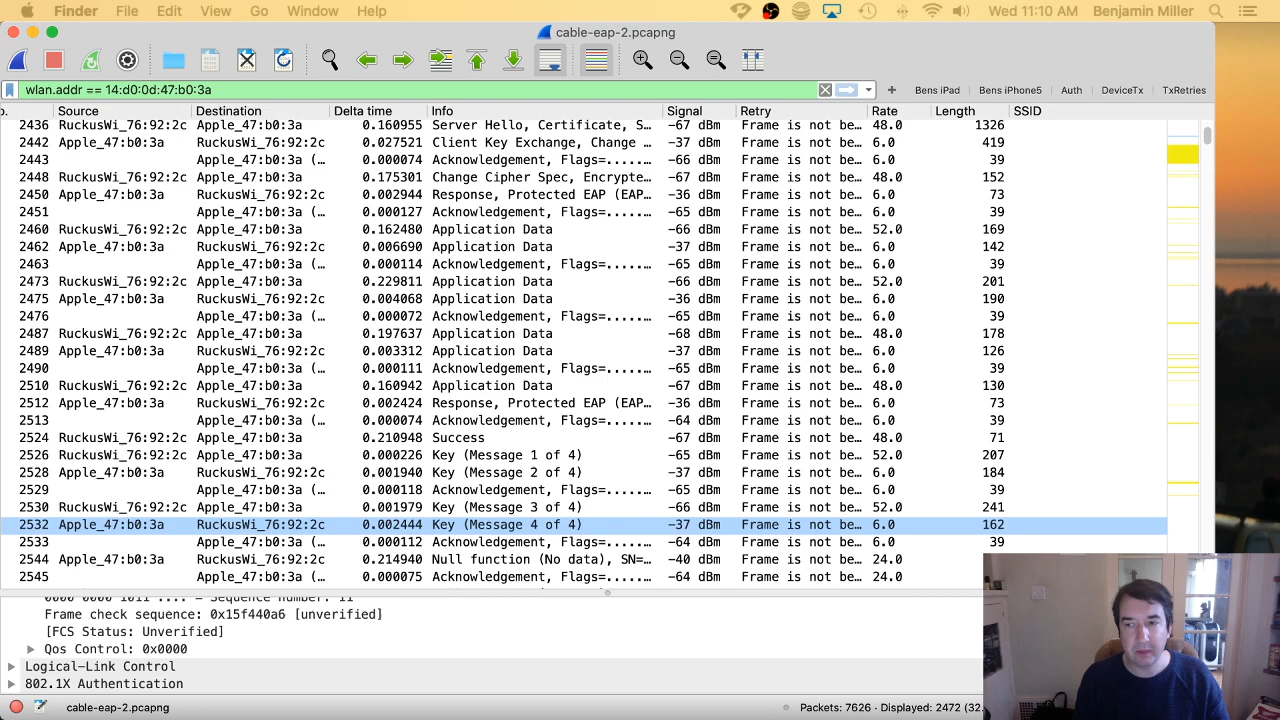 Finder File Edit View Go Window Help Wed 11:10 AM Benjamin Miller
cable-eap-2.pcapng
wlan.addr == 14:d0:0d:47:b0:3a Bens iPad Bens iPhone5 Auth DeviceTx TxRetries
o. Source Destination Delta time Info Signal Retry Rate Length SSID
2436 RuckusWi_76:92:2c Apple_47:b0:3a 0.160955 Server Hello, Certificate, S… -67 dBm Frame is not be… 48.0 1326
2442 Apple_47:b0:3a RuckusWi_76:92:2c 0.027521 Client Key Exchange, Change … -37 dBm Frame is not be… 6.0 419
2443 Apple_47:b0:3a (… 0.000074 Acknowledgement, Flags=....… -66 dBm Frame is not be… 6.0 39
2448 RuckusWi_76:92:2c Apple_47:b0:3a 0.175301 Change Cipher Spec, Encrypte… -67 dBm Frame is not be… 48.0 152
2450 Apple_47:b0:3a RuckusWi_76:92:2c 0.002944 Response, Protected EAP (EAP… -36 dBm Frame is not be… 6.0 73
2451 Apple_47:b0:3a (… 0.000127 Acknowledgement, Flags=....… -65 dBm Frame is not be… 6.0 39
2460 RuckusWi_76:92:2c Apple_47:b0:3a 0.162480 Application Data -66 dBm Frame is not be… 52.0 169
2462 Apple_47:b0:3a RuckusWi_76:92:2c 0.006690 Application Data -37 dBm Frame is not be… 6.0 142
2463 Apple_47:b0:3a (… 0.000114 Acknowledgement, Flags=....… -65 dBm Frame is not be… 6.0 39
2473 RuckusWi_76:92:2c Apple_47:b0:3a 0.229811 Application Data -66 dBm Frame is not be… 52.0 201
2475 Apple_47:b0:3a RuckusWi_76:92:2c 0.004068 Application Data -36 dBm Frame is not be… 6.0 190
2476 Apple_47:b0:3a (… 0.000072 Acknowledgement, Flags=....… -65 dBm Frame is not be… 6.0 39
2487 RuckusWi_76:92:2c Apple_47:b0:3a 0.197637 Application Data -68 dBm Frame is not be… 48.0 178
2489 Apple_47:b0:3a RuckusWi_76:92:2c 0.003312 Application Data -37 dBm Frame is not be… 6.0 126
2490 Apple_47:b0:3a (… 0.000111 Acknowledgement, Flags=....… -65 dBm Frame is not be… 6.0 39
2510 RuckusWi_76:92:2c Apple_47:b0:3a 0.160942 Application Data -67 dBm Frame is not be… 48.0 130
2512 Apple_47:b0:3a RuckusWi_76:92:2c 0.002424 Response, Protected EAP (EAP… -36 dBm Frame is not be… 6.0 73
2513 Apple_47:b0:3a (… 0.000074 Acknowledgement, Flags=....… -64 dBm Frame is not be… 6.0 39
2524 RuckusWi_76:92:2c Apple_47:b0:3a 0.210948 Success -67 dBm Frame is not be… 48.0 71
2526 RuckusWi_76:92:2c Apple_47:b0:3a 0.000226 Key (Message 1 of 4) -65 dBm Frame is not be… 52.0 207
2528 Apple_47:b0:3a RuckusWi_76:92:2c 0.001940 Key (Message 2 of 4) -37 dBm Frame is not be… 6.0 184
2529 Apple_47:b0:3a (… 0.000118 Acknowledgement, Flags=....… -65 dBm Frame is not be… 6.0 39
2530 RuckusWi_76:92:2c Apple_47:b0:3a 0.001979 Key (Message 3 of 4) -66 dBm Frame is not be… 52.0 241
2532 Apple_47:b0:3a RuckusWi_76:92:2c 0.002444 Key (Message 4 of 4) -37 dBm Frame is not be… 6.0 162
2533 Apple_47:b0:3a (… 0.000112 Acknowledgement, Flags=....… -64 dBm Frame is not be… 6.0 39
2544 Apple_47:b0:3a RuckusWi_76:92:2c 0.214940 Null function (No data), SN=… -40 dBm Frame is not be… 24.0
2545 Apple_47:b0:3a (… 0.000075 Acknowledgement, Flags=....… -64 dBm Frame is not be… 24.0
0000 0000 1011 .... = Sequence number: 11
Frame check sequence: 0x15f440a6 [unverified]
[FCS Status: Unverified]
Qos Control: 0x0000
Logical-Link Control
802.1X Authentication
cable-eap-2.pcapng Packets: 7626 · Displayed: 2472 (32.